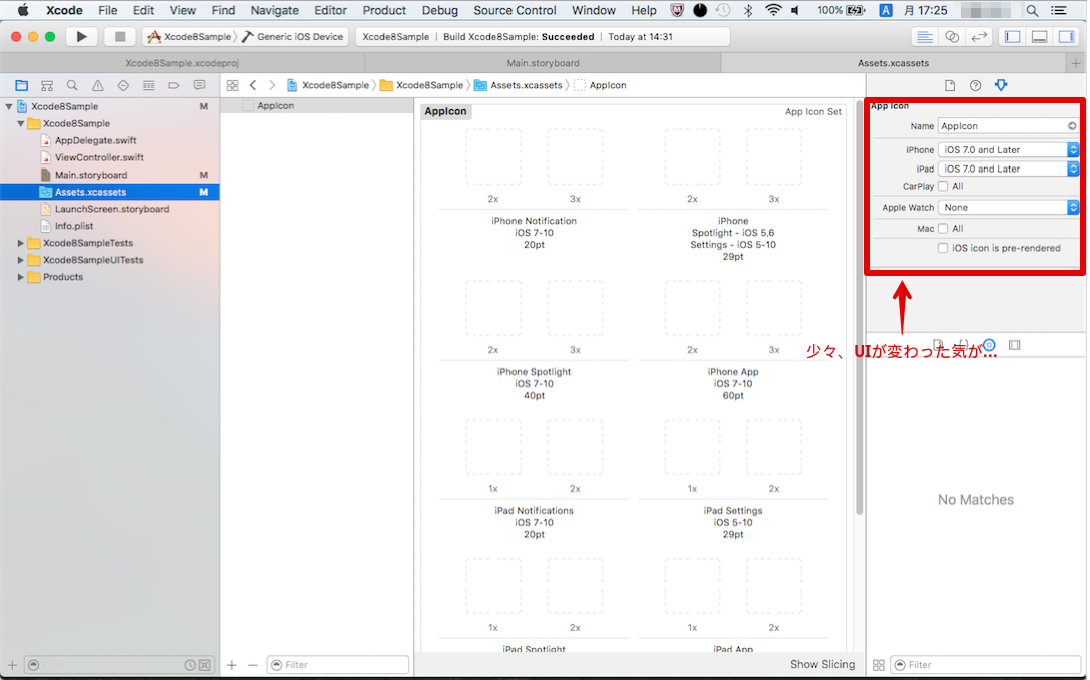 Xcode File Edit View Find Navigate Editor Product Debug Source Control Window Help 100% A 月 17:25
Xcode8Sample Generic iOS Device Xcode8Sample | Build Xcode8Sample: Succeeded | Today at 14:31
Xcode8Sample.xcodeproj Main.storyboard Assets.xcassets
Xcode8Sample Xcode8Sample Assets.xcassets AppIcon
Xcode8Sample M
Xcode8Sample
AppDelegate.swift
ViewController.swift
Main.storyboard M
Assets.xcassets M
LaunchScreen.storyboard
Info.plist
Xcode8SampleTests
Xcode8SampleUITests
Products
Filter
AppIcon
Filter
AppIcon App Icon Set
2x 3x 2x 3x
iPhone Notification
iOS 7-10
20pt
iPhone
Spotlight - iOS 5,6
Settings - iOS 5-10
29pt
2x 3x 2x 3x
iPhone Spotlight
iOS 7-10
40pt
iPhone App
iOS 7-10
60pt
1x 2x 1x 2x
iPad Notifications
iOS 7-10
20pt
iPad Settings
iOS 5-10
29pt
1x 2x 1x 2x
iPad Spotlight iPad App
Show Slicing
App Icon
Name AppIcon
iPhone iOS 7.0 and Later
iPad iOS 7.0 and Later
CarPlay All
Apple Watch None
Mac All
iOS icon is pre-rendered
少々、UIが変わった気が…
No Matches
Filter